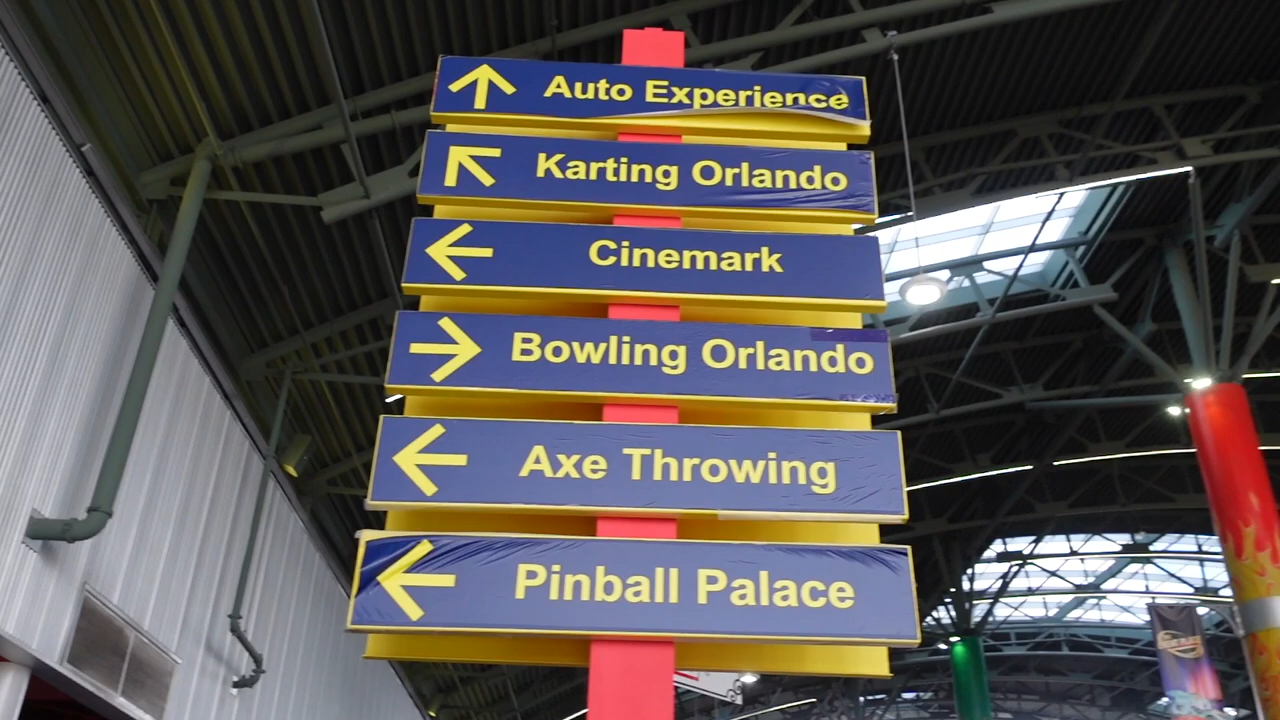 Auto Experience
Karting Orlando
Cinemark
Bowling Orlando
Axe Throwing
Pinball Palace